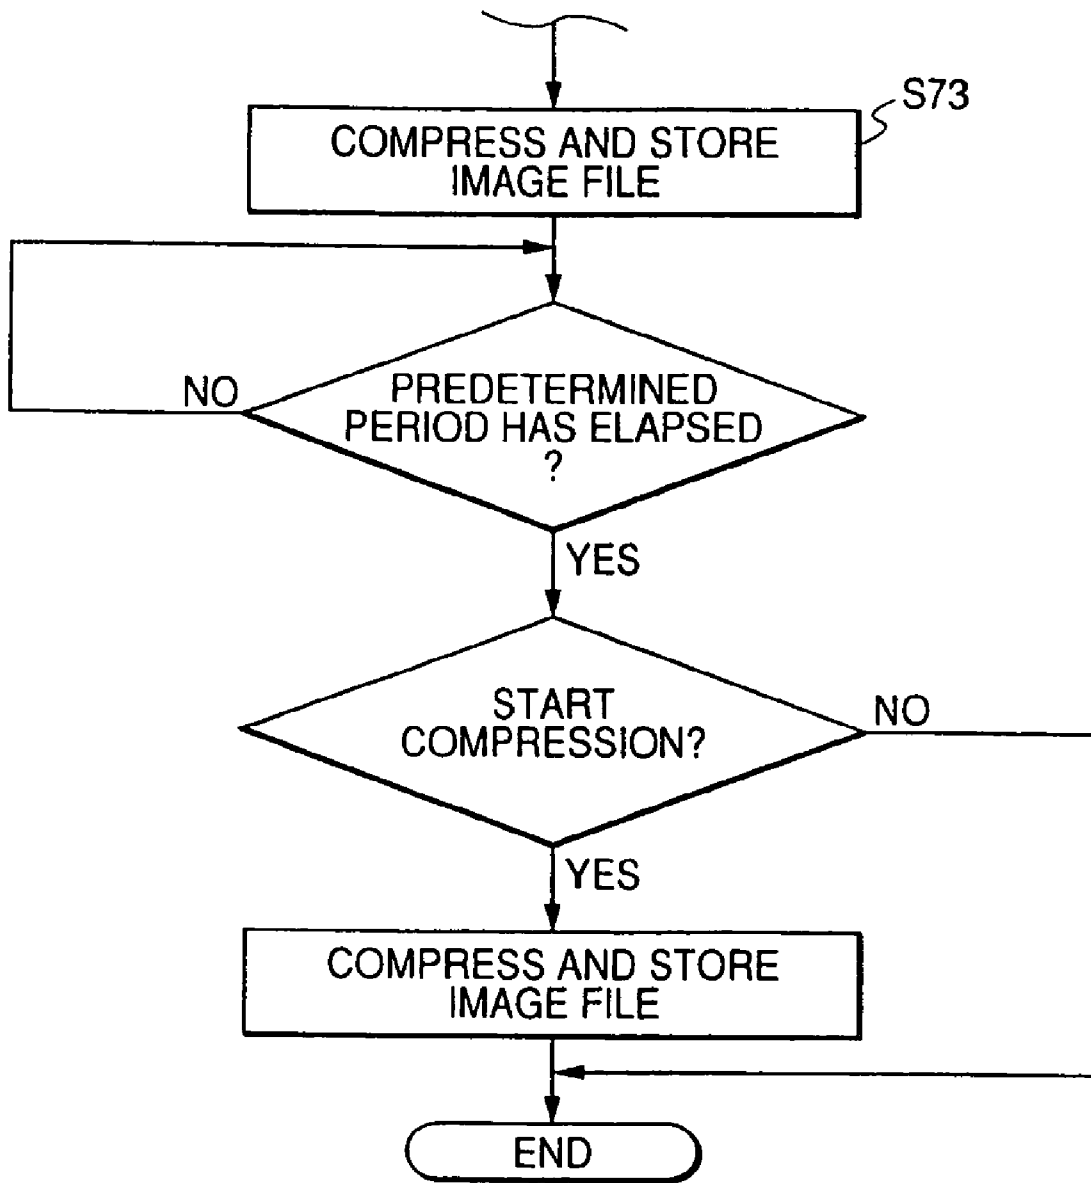 S73
COMPRESS AND STORE
IMAGE FILE
NO
PREDETERMINED
PERIOD HAS ELAPSED
?
YES
START
COMPRESSION?
NO
YES
COMPRESS AND STORE
IMAGE FILE
END